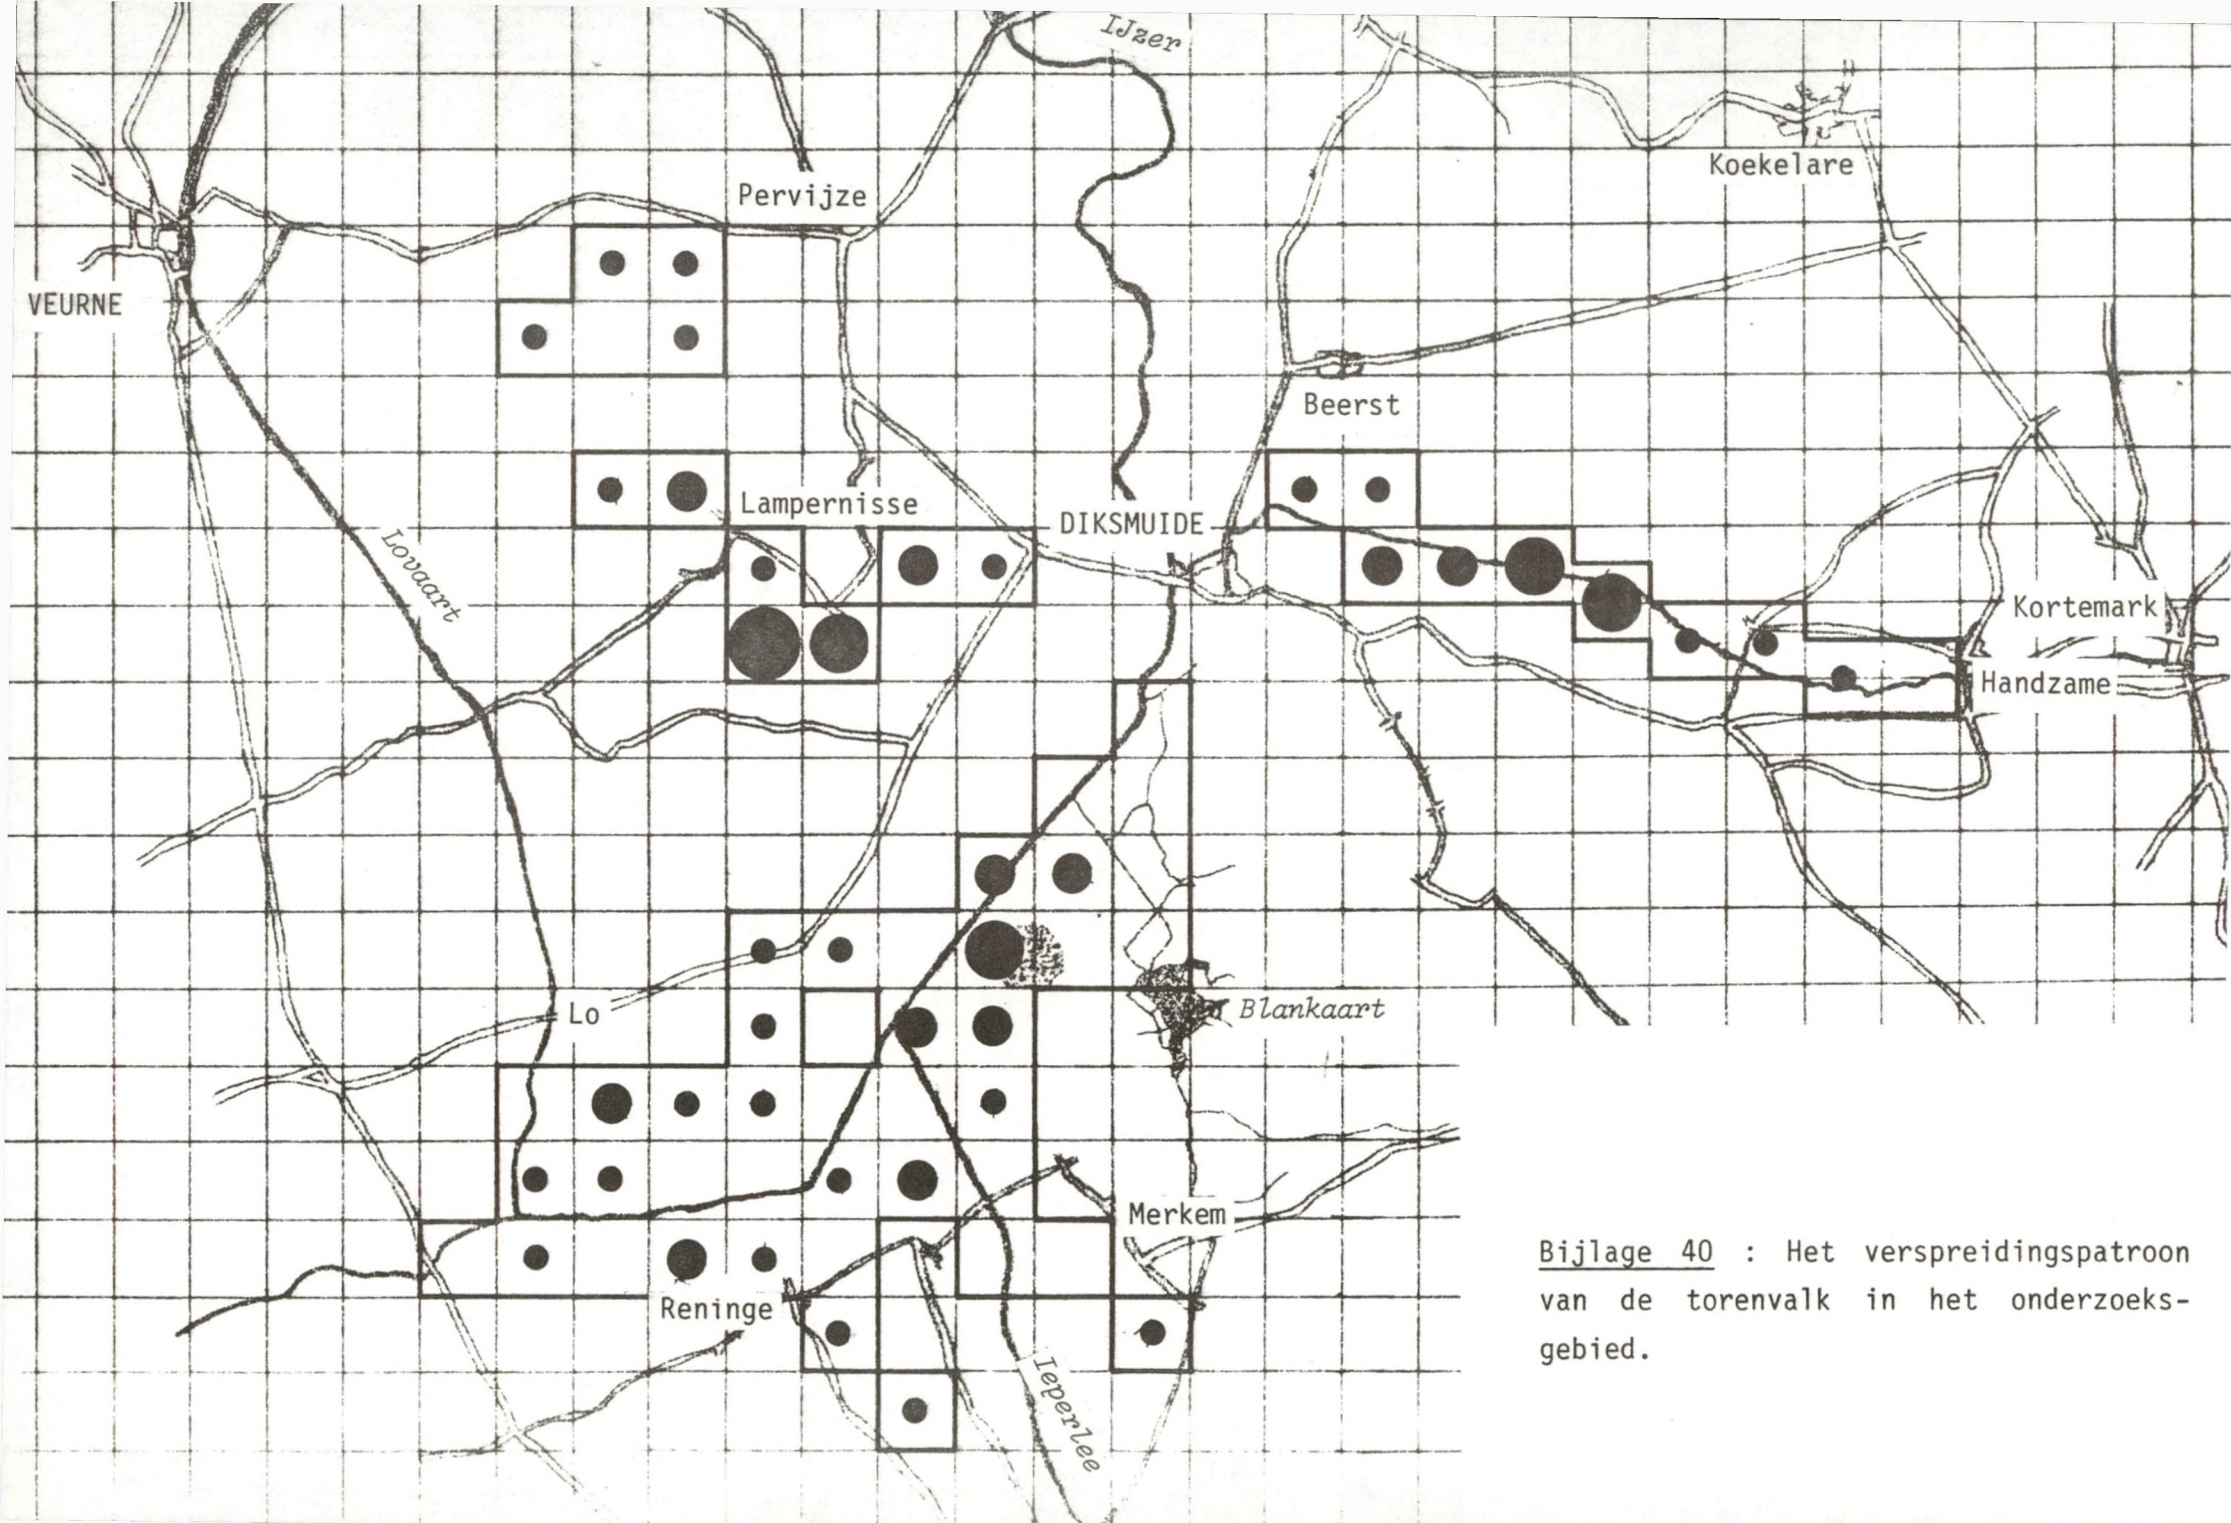 IJzer
Koekelare
Pervijze
VEURNE
Beerst
Lampernisse
DIKSMUIDE
Lovaart
Kortemark
Handzame
Lo
Blankaart
Merkem
Reninge
Ieperlee
Bijlage 40 : Het verspreidingspatroon
van de torenvalk in het onderzoeks-
gebied.